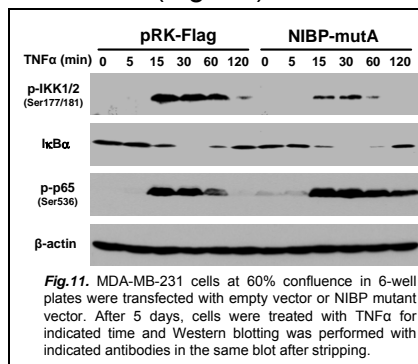 pRK-Flag NIBP-mutA
TNFα (min) 0 5 15 30 60 120 0 5 15 30 60 120
p-IKK1/2
(Ser177/181)
IκBα
p-p65
(Ser536)
β-actin
Fig.11. MDA-MB-231 cells at 60% confluence in 6-well
plates were transfected with empty vector or NIBP mutant
vector. After 5 days, cells were treated with TNFα for
indicated time and Western blotting was performed with
indicated antibodies in the same blot after stripping.